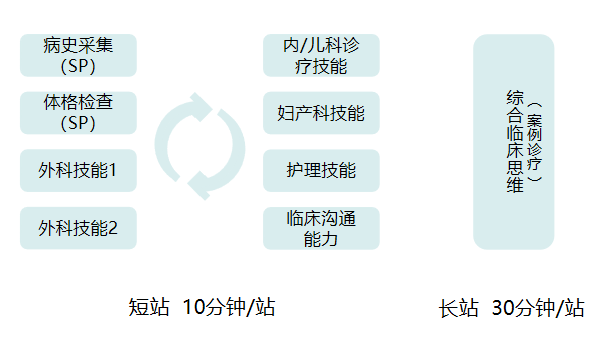 病史采集
（SP）
体格检查
（SP）
外科技能1
外科技能2
内/儿科诊
疗技能
妇产科技能
护理技能
临床沟通
能力
综合临床思维
（案例诊疗）
短站 10分钟/站
长站 30分钟/站